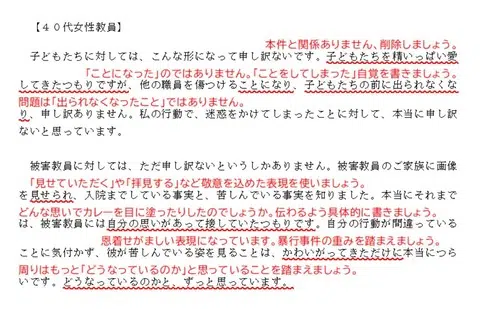 【４０代女性教員】
本件と関係ありません、削除しましょう。
子どもたちに対しては、こんな形になって申し訳ないです。子どもたちを精いっぱい愛
「ことになった」のではありません。「ことをしてしまった」自覚を書きましょう。
してきたつもりですが、他の職員を傷つけることになり、子どもたちの前に出られなくな
問題は「出られなくなったこと」ではありません。
り、申し訳ありません。私の行動で、迷惑をかけてしまったことに対して、本当に申し訳
ないと思っています。
被害教員に対しては、ただ申し訳ないというしかありません。被害教員のご家族に画像
「見せていただく」や「拝見する」など敬意を込めた表現を使いましょう。
を見せられ、入院までしている事実と、苦しんでいる事実を知りました。本当にそれまで
どんな思いでカレーを目に塗ったりしたのでしょうか。伝わるよう具体的に書きましょう。
は、被害教員には自分の思いがあって接していたつもりです。自分の行動が間違っている
恩着せがましい表現になっています。暴行事件の重みを踏まえましょう。
ことに気付かず、彼が苦しんでいる姿を見ることは、かわいがってきただけに本当につら
周りはもっと「どうなっているのか」と思っていることを踏まえましょう。
いです。どうなっているのかと、ずっと思っています。